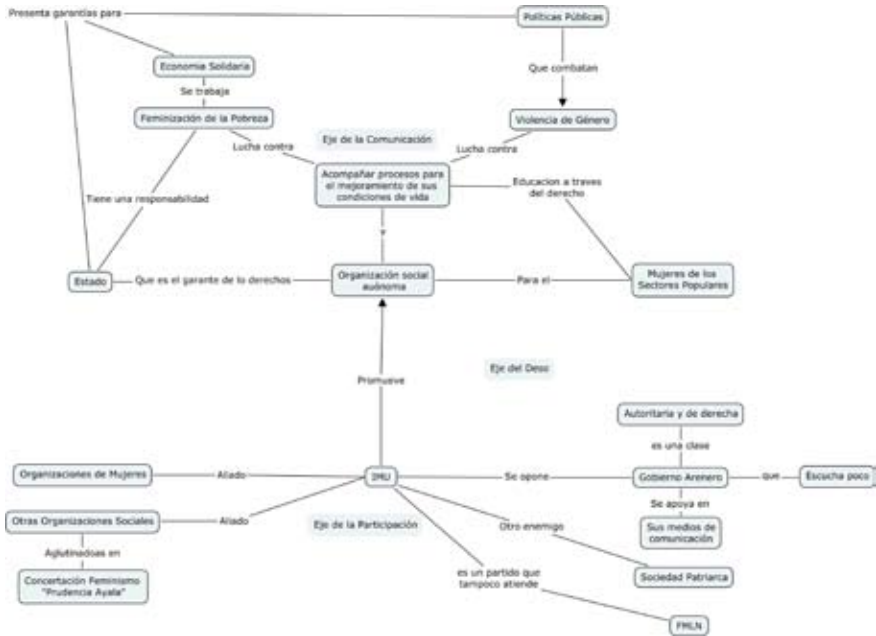 Presenta garantías para
Políticas Públicas
Economia Solidaria
Que combatan
Se trabaja
Feminización de la Pobreza
Violencia de Género
Eje de la Comunicación
Lucha contra
Lucha contra
Acompañar procesos para
el mejoramiento de sus
condiciones de vida
Educacion a traves
del derecho
Tiene una responsabilidad
Y
Estado
Que es el garante de lo derechos
Organización social
auónoma
Para el
Mujeres de los
Sectores Populares
Eje del Deso
Promueve
Autoritaria y de derecha
es una clase
Organizaciones de Mujeres
Aliado
IMU
Se opone
Gobierno Arenero
que
Escucha poco
Se apoya en
Otras Organizaciones Sociales
Aliado
Eje de la Participación
Otro enemigo
Sus medios de
comunicación
Aglutinadoas en
es un partido que
tampoco atiende
Sociedad Patriarca
Concertación Feminismo
"Prudencia Ayala"
FMLN